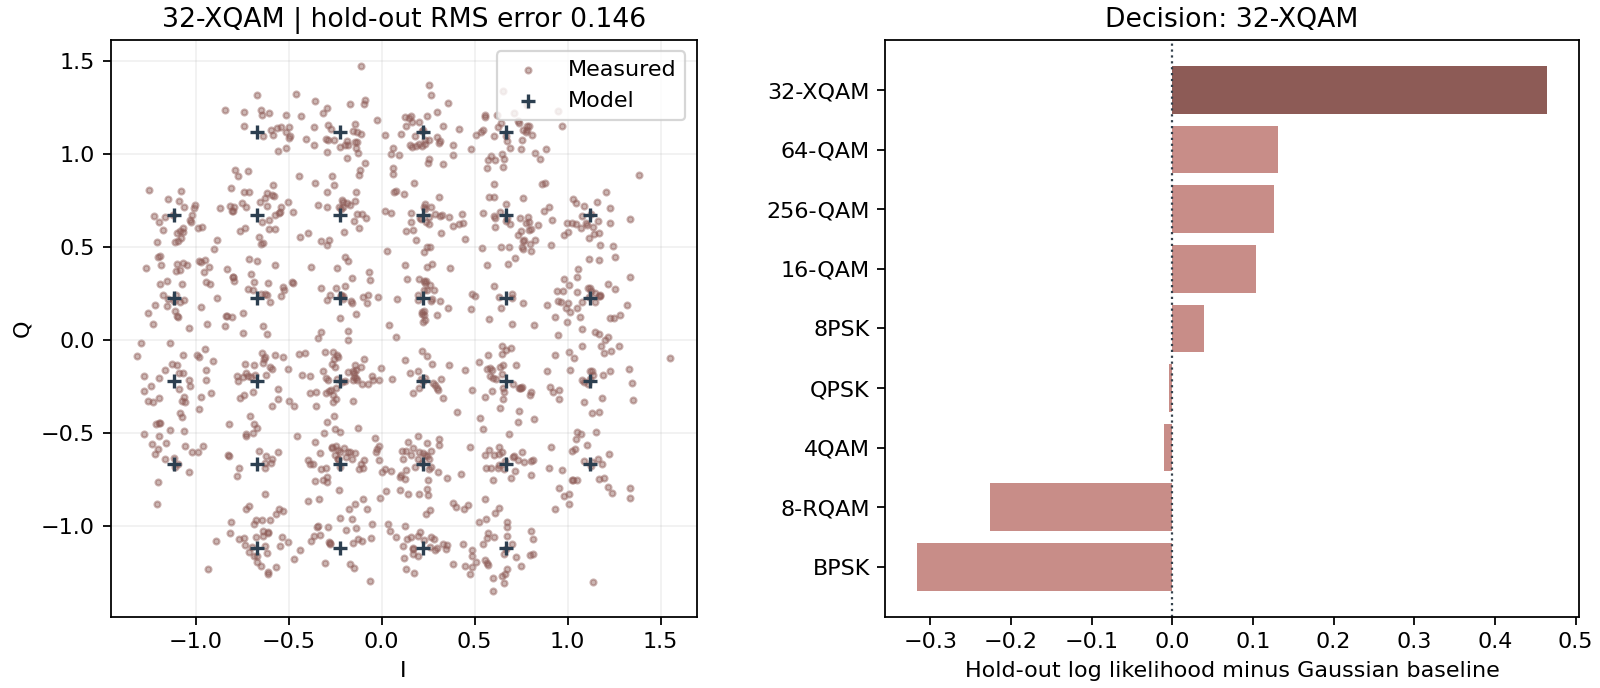 32-XQAM | hold-out RMS error 0.146
Measured
Model
1.5
1.0
0.5
0.0
−0.5
−1.0
Q
−1.0
−0.5
0.0
0.5
1.0
1.5
I
Decision: 32-XQAM
32-XQAM
64-QAM
256-QAM
16-QAM
8PSK
QPSK
4QAM
8-RQAM
BPSK
−0.3
−0.2
−0.1
0.0
0.1
0.2
0.3
0.4
0.5
Hold-out log likelihood minus Gaussian baseline